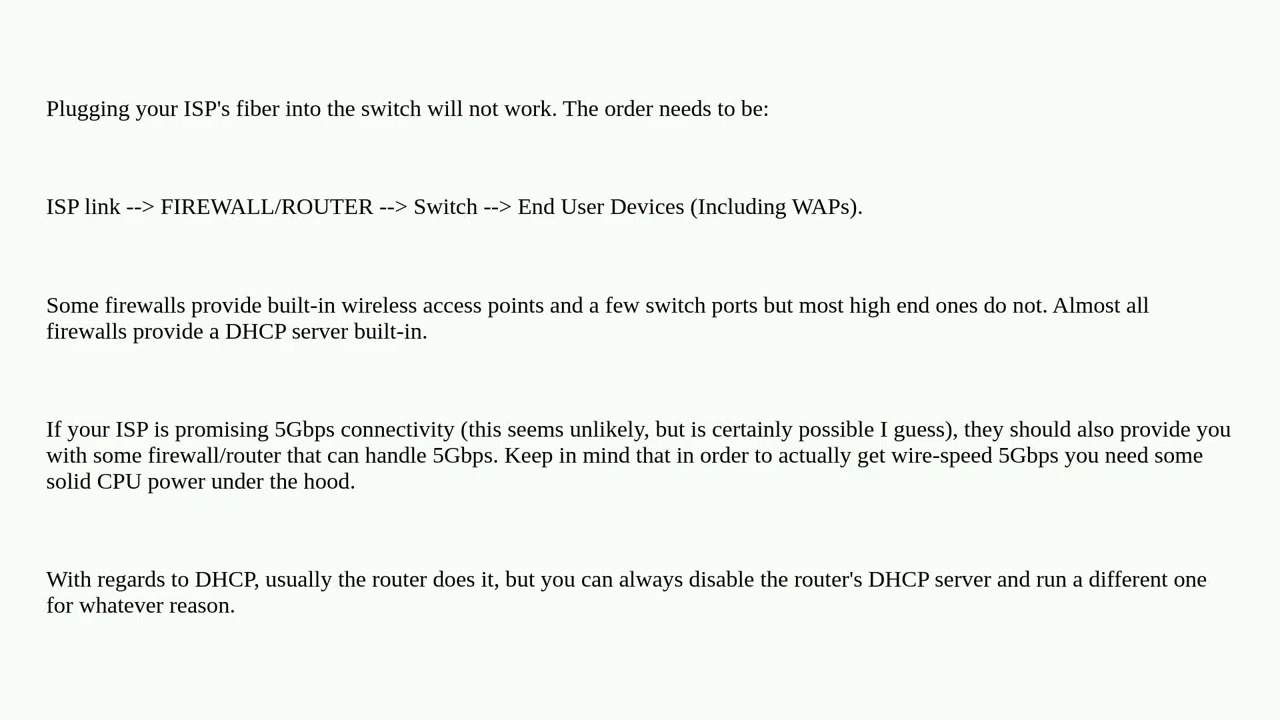 Plugging your ISP's fiber into the switch will not work. The order needs to be:
ISP link --> FIREWALL/ROUTER --> Switch --> End User Devices (Including WAPs).
Some firewalls provide built-in wireless access points and a few switch ports but most high end ones do not. Almost all
firewalls provide a DHCP server built-in.
If your ISP is promising 5Gbps connectivity (this seems unlikely, but is certainly possible I guess), they should also provide you
with some firewall/router that can handle 5Gbps. Keep in mind that in order to actually get wire-speed 5Gbps you need some
solid CPU power under the hood.
With regards to DHCP, usually the router does it, but you can always disable the router's DHCP server and run a different one
for whatever reason.